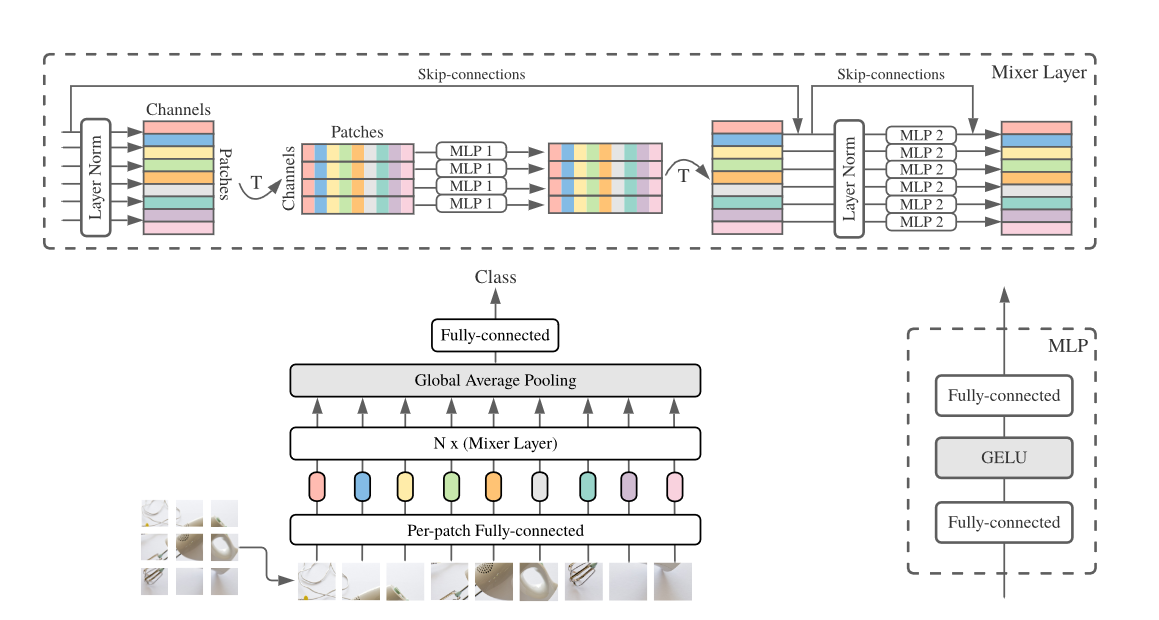 Mixer Layer
Skip-connections
Skip-connections
Channels
Layer Norm
Patches
T
Patches
Channels
MLP 1
MLP 1
MLP 1
MLP 1
T
Layer Norm
MLP 2
MLP 2
MLP 2
MLP 2
MLP 2
MLP 2
Class
Fully-connected
Global Average Pooling
N x (Mixer Layer)
Per-patch Fully-connected
MLP
Fully-connected
GELU
Fully-connected